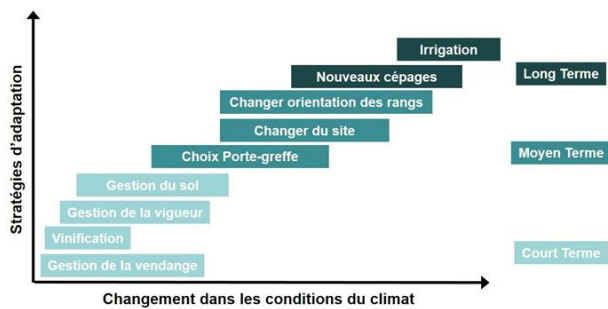 Stratégies d'adaptation
Irrigation
Nouveaux cépages
Long Terme
Changer orientation des rangs
Changer du site
Choix Porte-greffe
Moyen Terme
Gestion du sol
Gestion de la vigueur
Vinification
Gestion de la vendange
Court Terme
Changement dans les conditions du climat